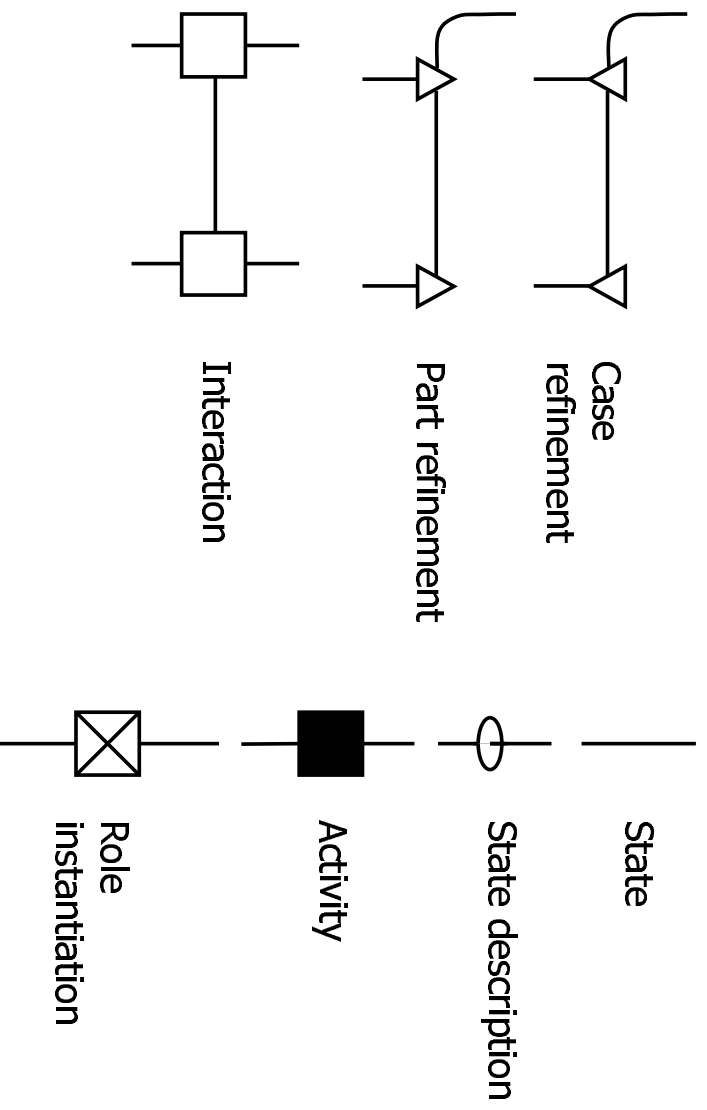 Case
refinement
Part refinement
Interaction
State
State description
Activity
Role
instantiation